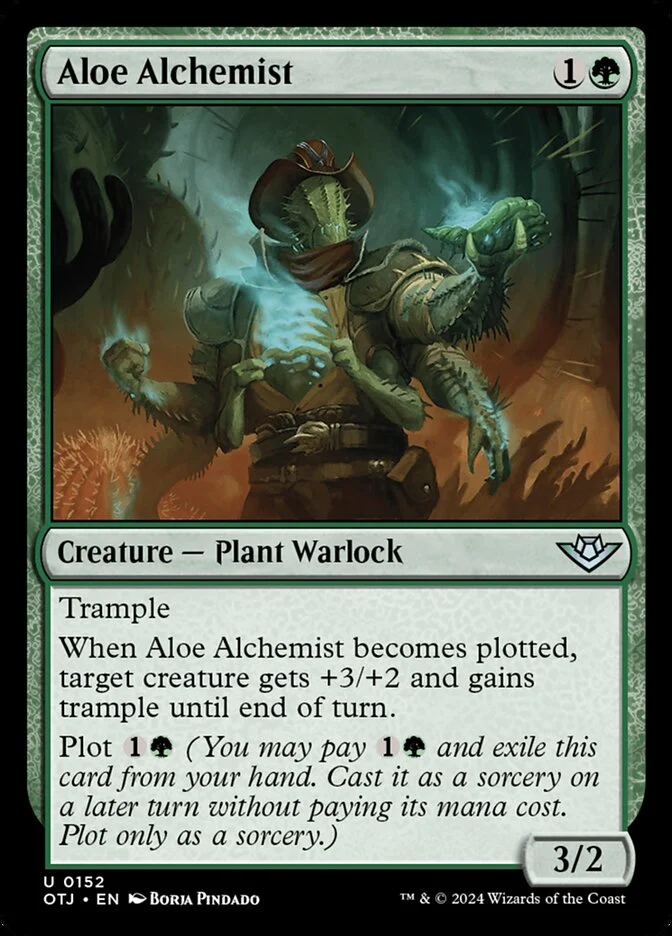 Aloe Alchemist 1
Creature — Plant Warlock
Trample
When Aloe Alchemist becomes plotted,
target creature gets +3/+2 and gains
trample until end of turn.
Plot 1 (You may pay 1 and exile this
card from your hand. Cast it as a sorcery on
a later turn without paying its mana cost.
Plot only as a sorcery.)
3/2
U 0152
OTJ • EN Borja Pindado
™ & © 2024 Wizards of the Coast